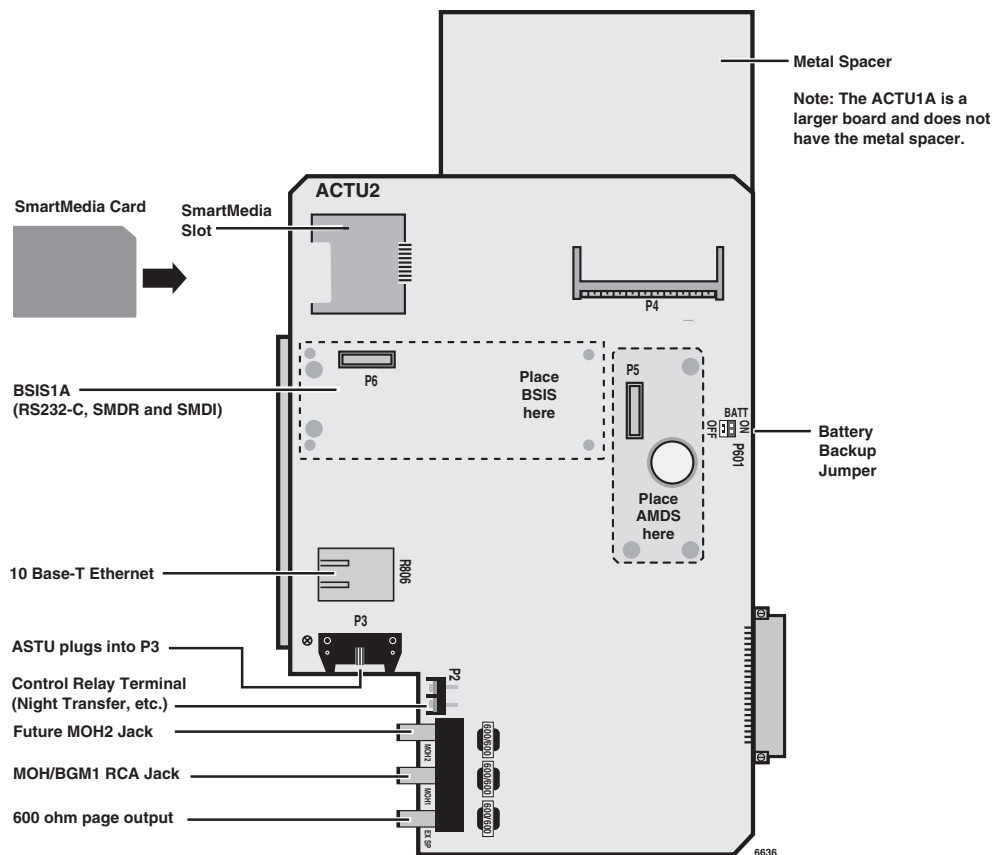 Metal Spacer
Note: The ACTU1A is a
larger board and does not
have the metal spacer.
ACTU2
SmartMedia Card
SmartMedia
Slot
P4
P6
Place
BSIS
here
P5
BSIS1A
(RS232-C, SMDR and SMDI)
BATT
OFF
ON
P601
Battery
Backup
Jumper
Place
AMDS
here
10 Base-T Ethernet
R806
P3
ASTU plugs into P3
P2
Control Relay Terminal
(Night Transfer, etc.)
Future MOH2 Jack
MOH2
600/600
MOH/BGM1 RCA Jack
MOH1
600/600
600 ohm page output
EX SP
600/600
6636